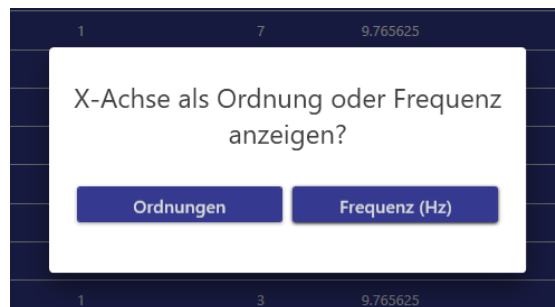 1 7 9.765625
X-Achse als Ordnung oder Frequenz
anzeigen?
Ordnungen Frequenz (Hz)
1 3 9.765625